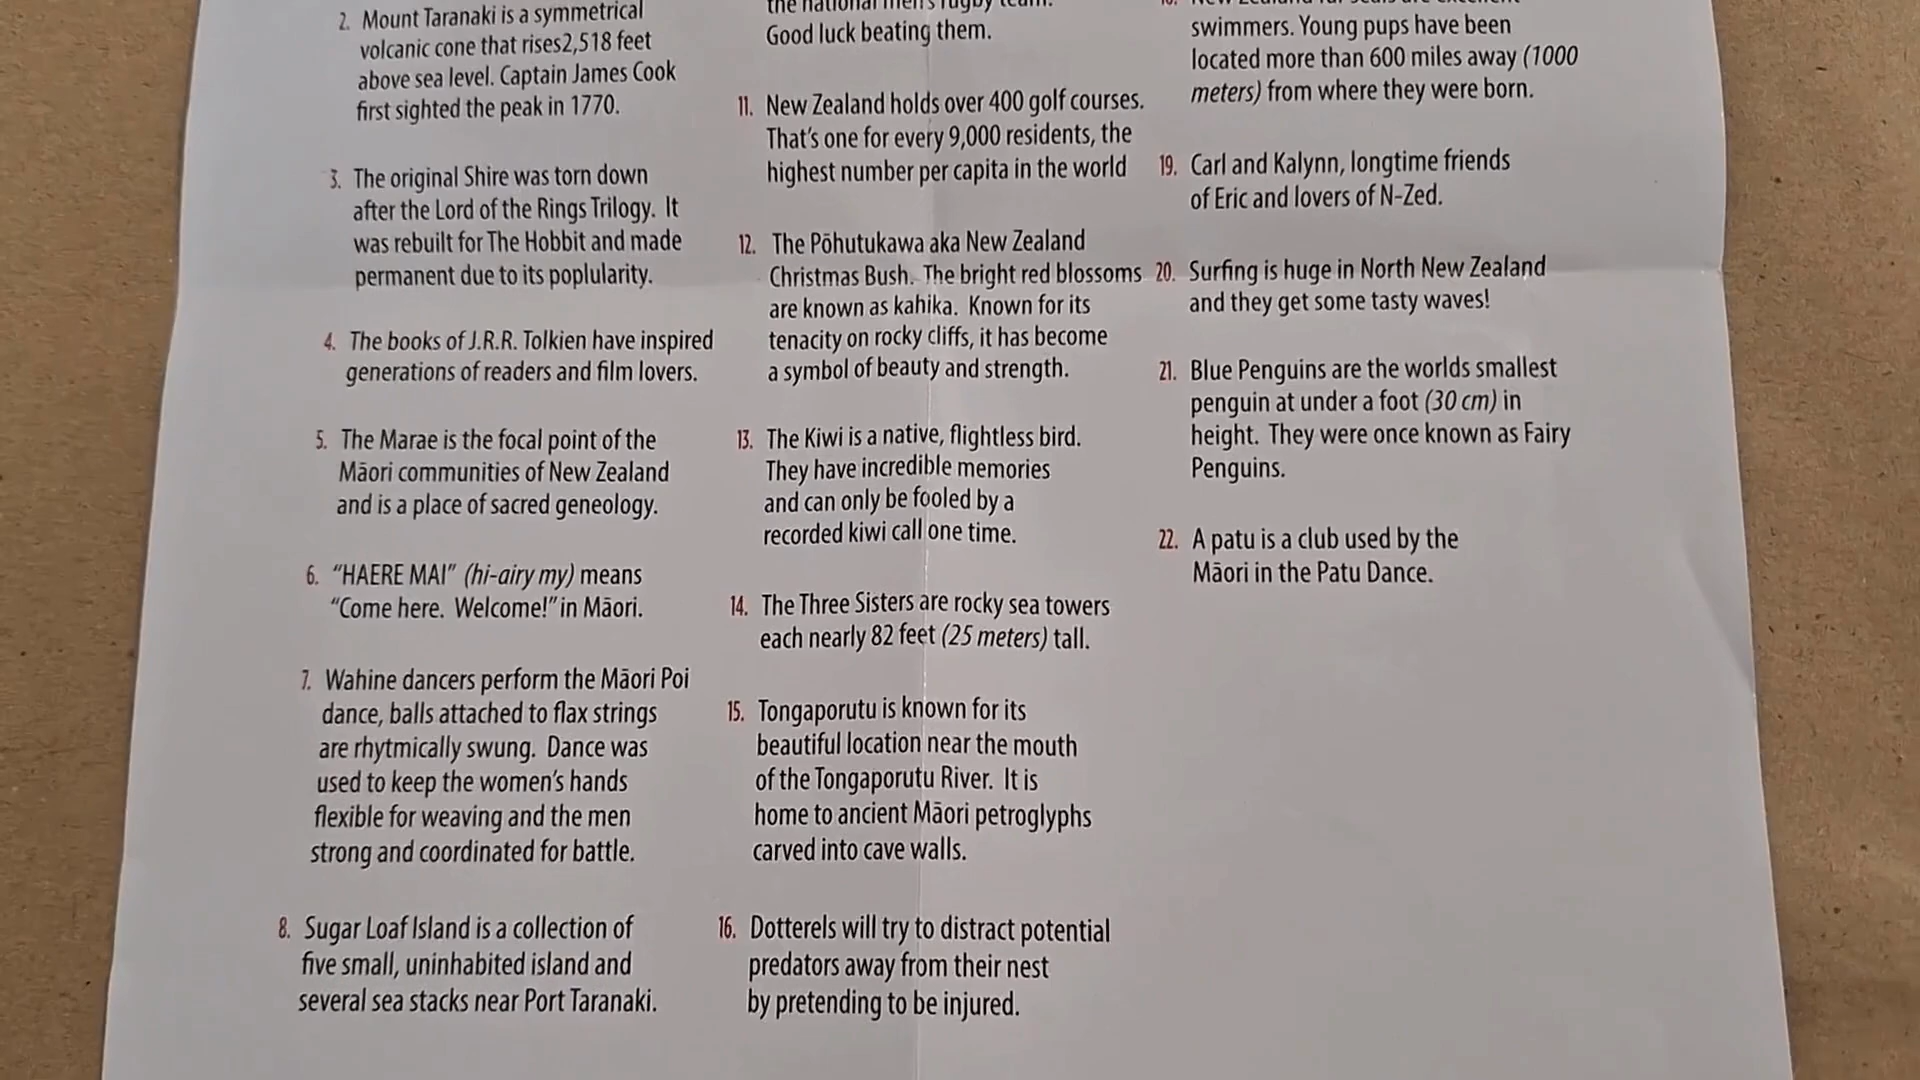 2. Mount Taranaki is a symmetrical
volcanic cone that rises2,518 feet
above sea level. Captain James Cook
first sighted the peak in 1770.
3. The original Shire was torn down
after the Lord of the Rings Trilogy. It
was rebuilt for The Hobbit and made
permanent due to its poplularity.
4. The books of J.R.R. Tolkien have inspired
generations of readers and film lovers.
5. The Marae is the focal point of the
Māori communities of New Zealand
and is a place of sacred geneology.
6. “HAERE MAI” (hi-airy my) means
“Come here. Welcome!” in Māori.
7. Wahine dancers perform the Māori Poi
dance, balls attached to flax strings
are rhytmically swung. Dance was
used to keep the women’s hands
flexible for weaving and the men
strong and coordinated for battle.
8. Sugar Loaf Island is a collection of
five small, uninhabited island and
several sea stacks near Port Taranaki.
the national men's rugby team.
Good luck beating them.
11. New Zealand holds over 400 golf courses.
That’s one for every 9,000 residents, the
highest number per capita in the world
12. The Pōhutukawa aka New Zealand
Christmas Bush. The bright red blossoms
are known as kahika. Known for its
tenacity on rocky cliffs, it has become
a symbol of beauty and strength.
13. The Kiwi is a native, flightless bird.
They have incredible memories
and can only be fooled by a
recorded kiwi call one time.
14. The Three Sisters are rocky sea towers
each nearly 82 feet (25 meters) tall.
15. Tongaporutu is known for its
beautiful location near the mouth
of the Tongaporutu River. It is
home to ancient Māori petroglyphs
carved into cave walls.
16. Dotterels will try to distract potential
predators away from their nest
by pretending to be injured.
New Zealand fur seals are excellent
swimmers. Young pups have been
located more than 600 miles away (1000
meters) from where they were born.
19. Carl and Kalynn, longtime friends
of Eric and lovers of N-Zed.
20. Surfing is huge in North New Zealand
and they get some tasty waves!
21. Blue Penguins are the worlds smallest
penguin at under a foot (30 cm) in
height. They were once known as Fairy
Penguins.
22. A patu is a club used by the
Māori in the Patu Dance.